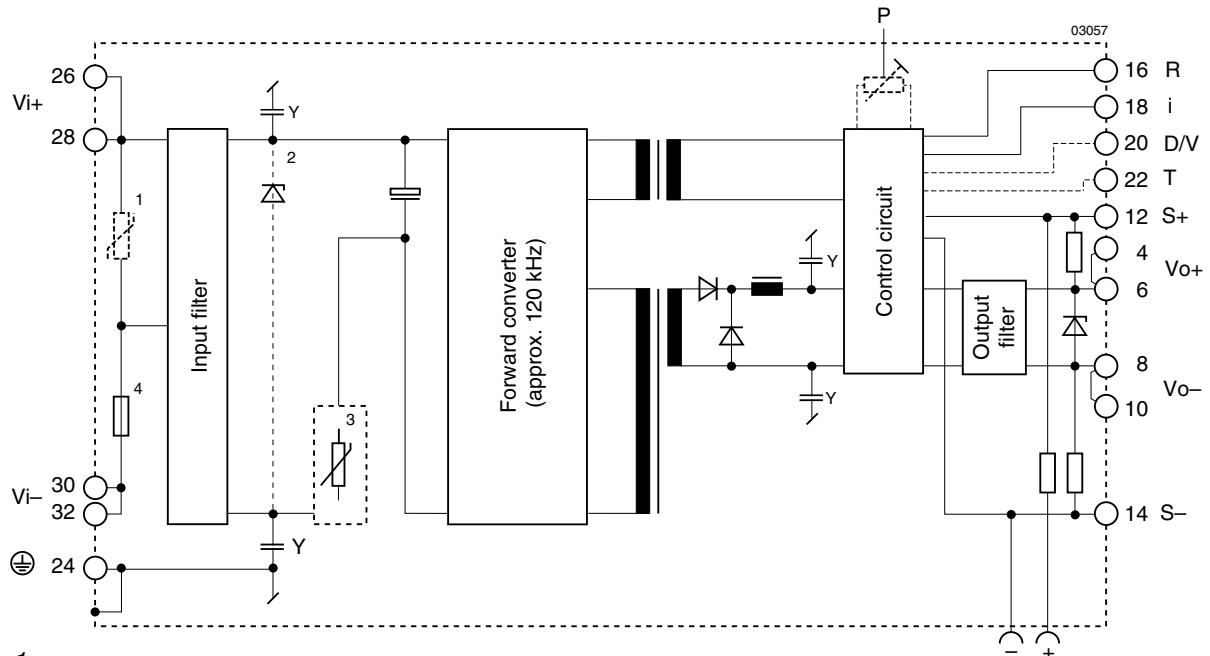 P
03057
26
Vi+
28
Y
2
1
Input filter
4
3
Vi–
30
32
24
Y
Forward converter
(approx. 120 kHz)
Y
Y
Control circuit
Output
filter
16 R
18 i
20 D/V
22 T
12 S+
4
Vo+
6
8
Vo–
10
14 S–
– +